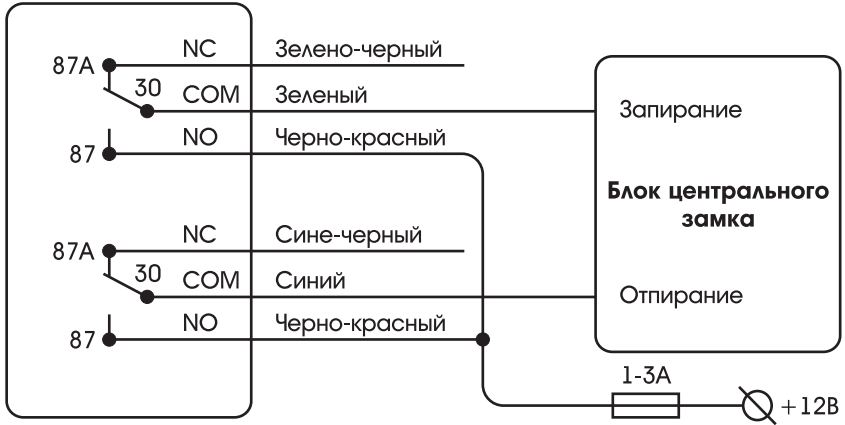 87A NC Зелено-черный
30 COM Зеленый
87 NO Черно-красный
87A NC Сине-черный
30 COM Синий
87 NO Черно-красный
Запирание
Блок центрального
замка
Отпирание
1-3А
+12В